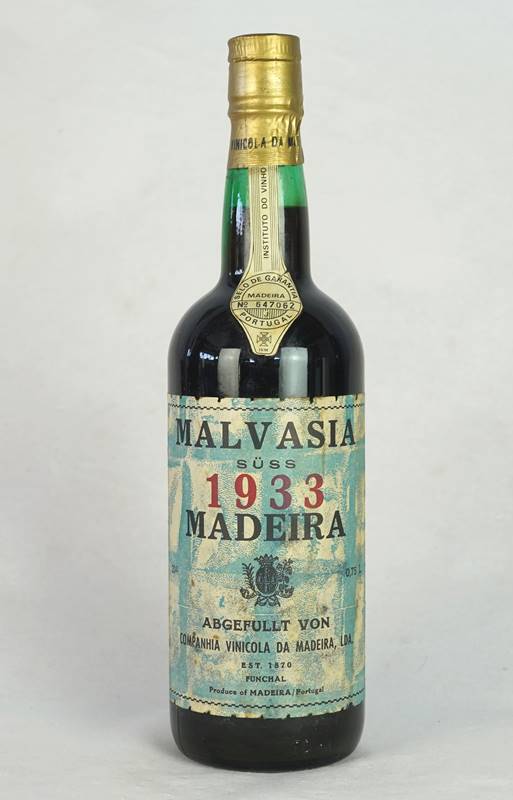 VINICOLA DA MA
INSTITUTO DO VINHO
SELO DE GARANTIA
MADEIRA
Nº 647062
PORTUGAL
MALVASIA
SÜSS
1933
MADEIRA
0,75 L
ABGEFULLT VON
COMPANHIA VINICOLA DA MADEIRA, LDA.
EST. 1870
FUNCHAL
Produce of MADEIRA/Portugal